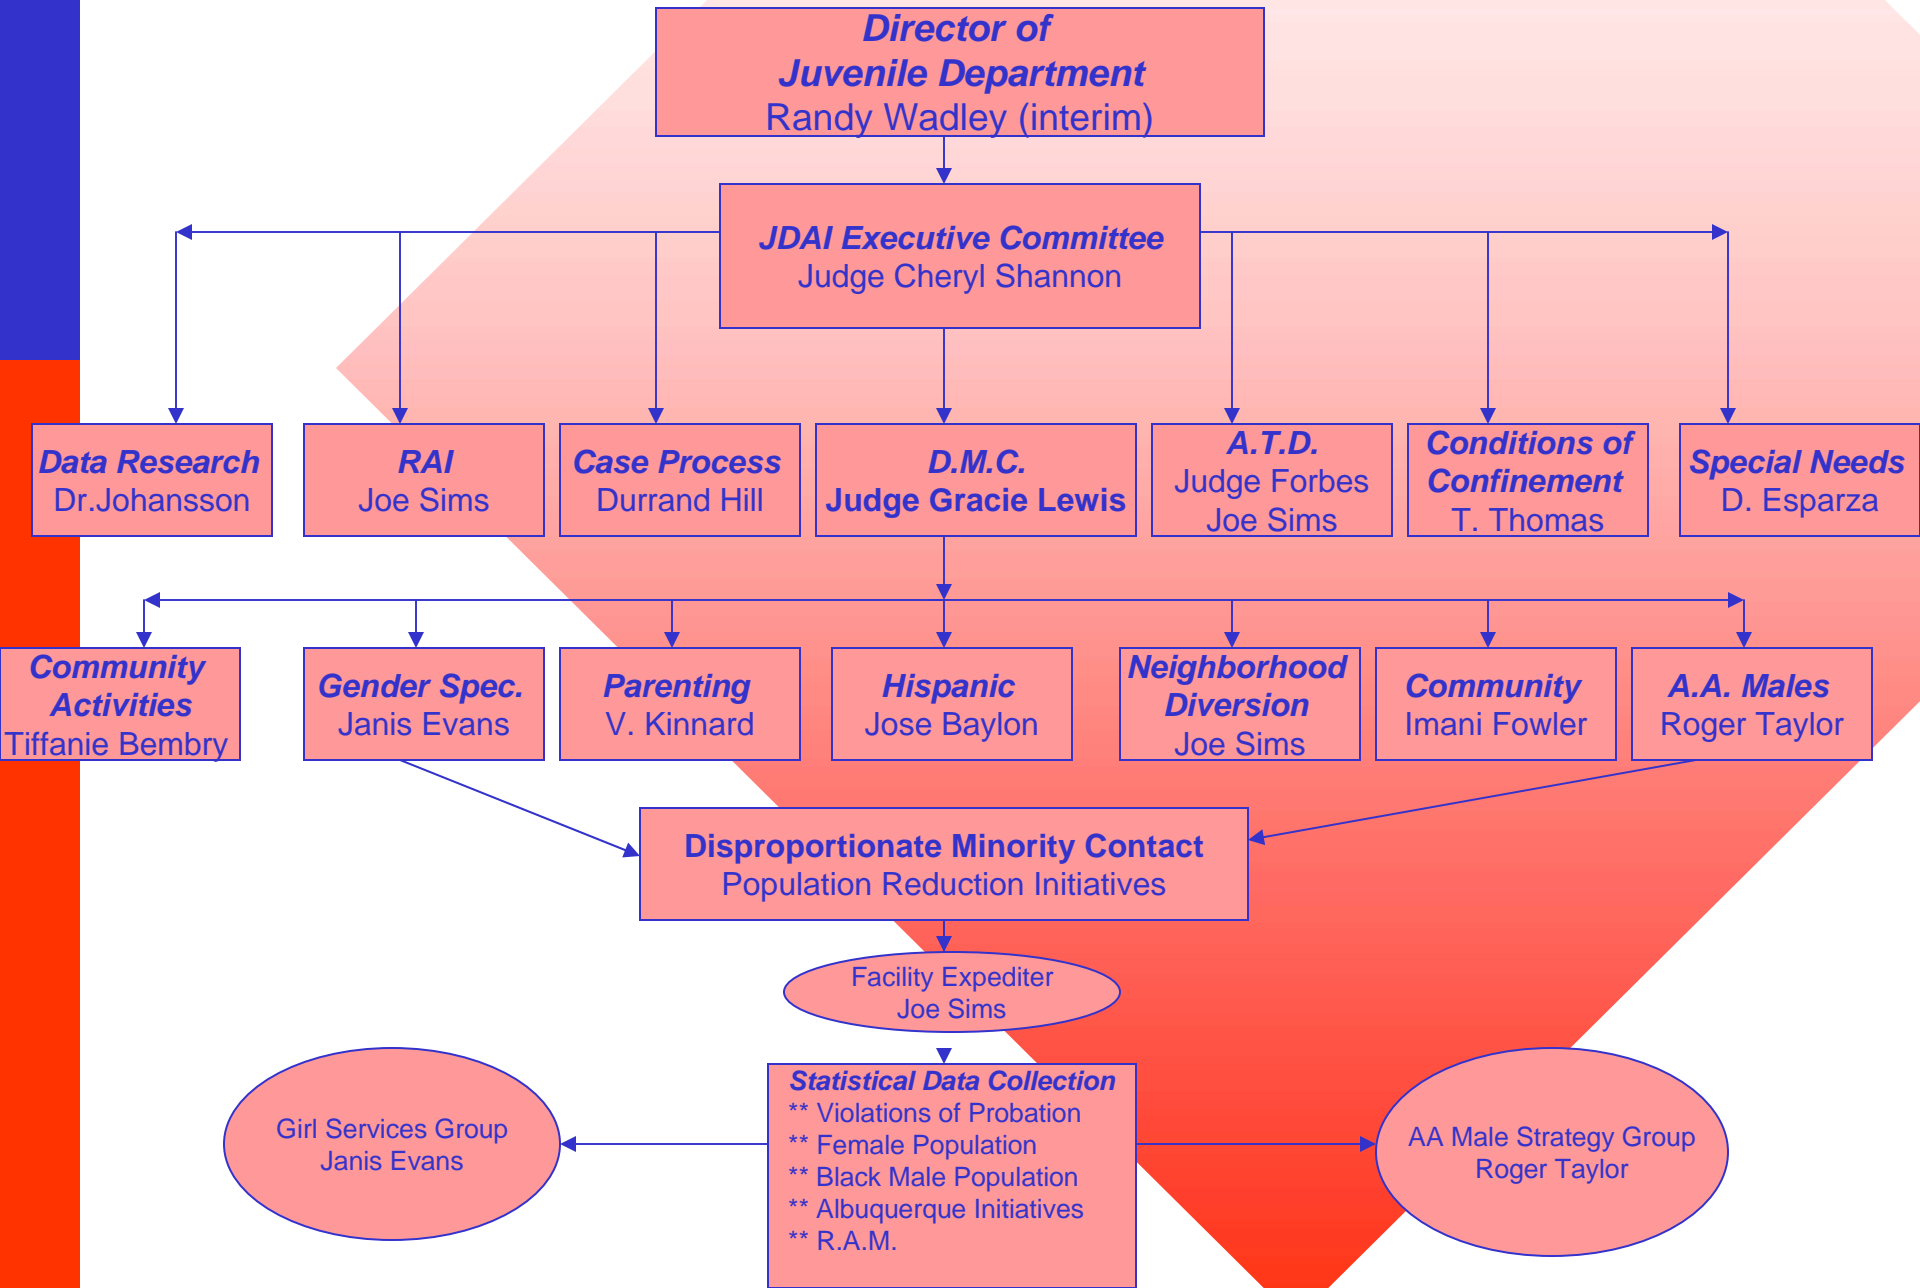 Director of
Juvenile Department
Randy Wadley (interim)
JDAI Executive Committee
Judge Cheryl Shannon
Data Research
Dr.Johansson
RAI
Joe Sims
Case Process
Durrand Hill
D.M.C.
Judge Gracie Lewis
A.T.D.
Judge Forbes
Joe Sims
Conditions of
Confinement
T. Thomas
Special Needs
D. Esparza
Community
Activities
Tiffanie Bembry
Gender Spec.
Janis Evans
Parenting
V. Kinnard
Hispanic
Jose Baylon
Neighborhood
Diversion
Joe Sims
Community
Imani Fowler
A.A. Males
Roger Taylor
Disproportionate Minority Contact
Population Reduction Initiatives
Facility Expediter
Joe Sims
Girl Services Group
Janis Evans
Statistical Data Collection
** Violations of Probation
** Female Population
** Black Male Population
** Albuquerque Initiatives
** R.A.M.
AA Male Strategy Group
Roger Taylor